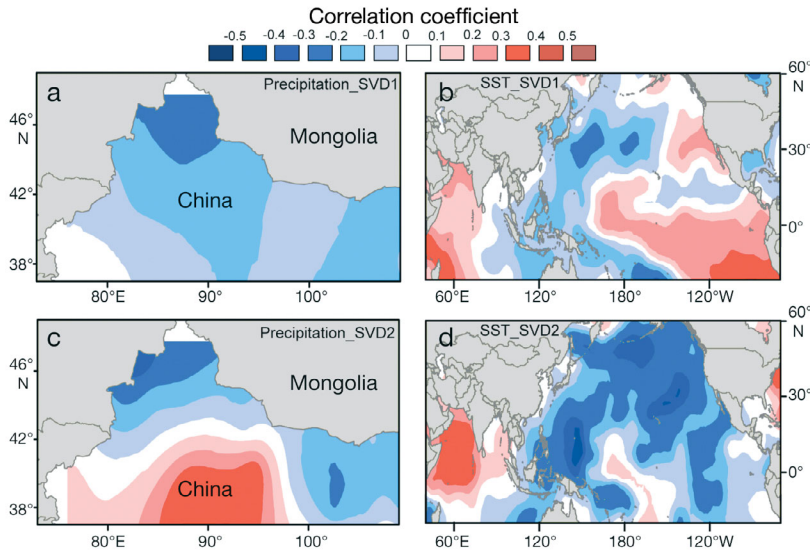 Correlation coefficient
-0.5 -0.4 -0.3 -0.2 -0.1 0 0.1 0.2 0.3 0.4 0.5
a Precipitation_SVD1
46° N
42°
38°
Mongolia
China
80°E 90°E 100°E
b SST_SVD1
60° N
30°
0°
60°E 120°E 180°W 120°W
c Precipitation_SVD2
46° N
42°
38°
Mongolia
China
80°E 90°E 100°E
d SST_SVD2
60° N
30°
0°
60°E 120°E 180°W 120°W